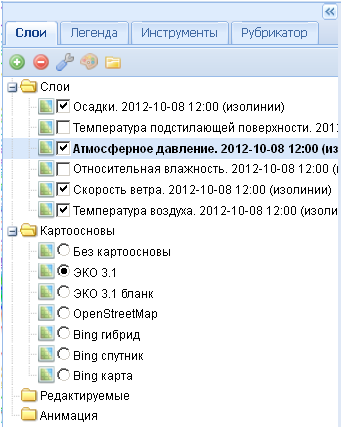 Слои Легенда Инструменты Рубрикатор
Слои
Осадки. 2012-10-08 12:00 (изолинии)
Температура подстилающей поверхности. 201
Атмосферное давление. 2012-10-08 12:00 (из
Относительная влажность. 2012-10-08 12:00 (и
Скорость ветра. 2012-10-08 12:00 (изолинии)
Температура воздуха. 2012-10-08 12:00 (изоли
Картоосновы
Без картоосновы
ЭКО 3.1
ЭКО 3.1 бланк
OpenStreetMap
Bing гибрид
Bing спутник
Bing карта
Редактируемые
Анимация